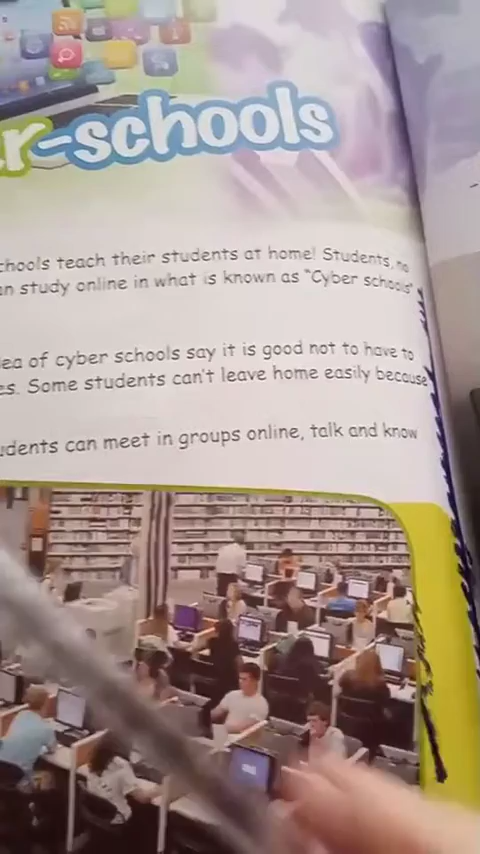 r-schools
chools teach their students at home! Students, no
an study online in what is known as "Cyber schools"
ea of cyber schools say it is good not to have to
es. Some students can't leave home easily because
udents can meet in groups online, talk and know